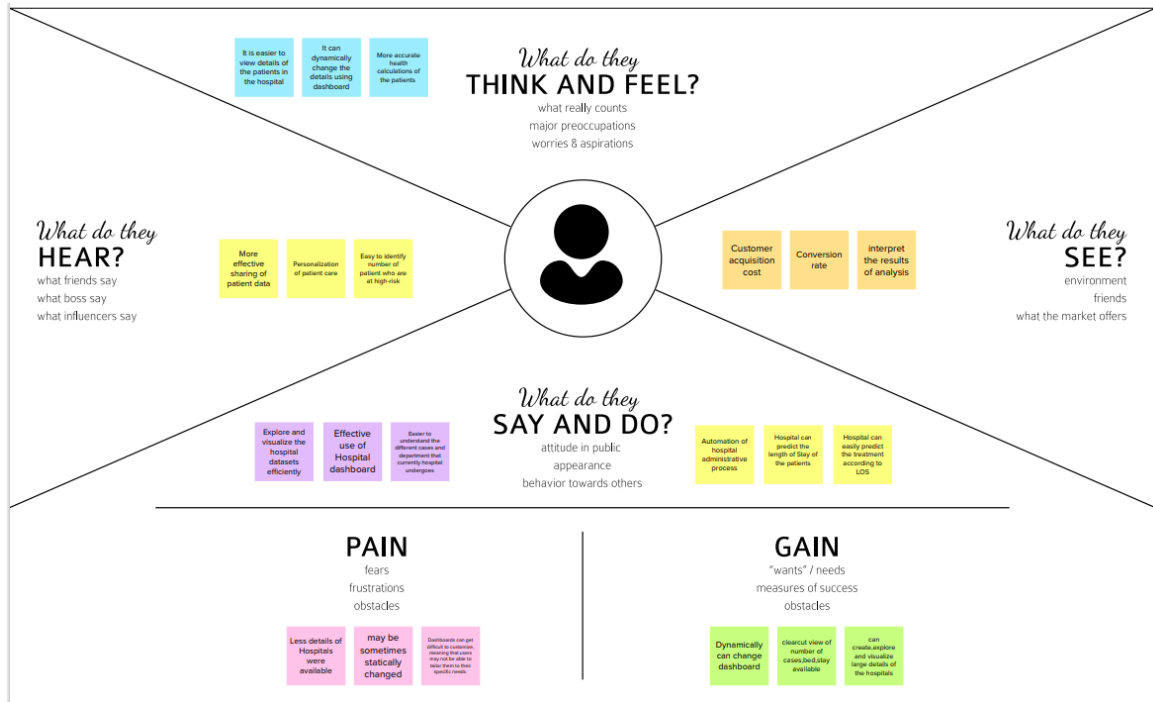 It is easier to
view details of
the patients in
the hospital
It can
dynamically
change the
details using
dashboard
More accurate
health
calculations of
the patients
What do they
THINK AND FEEL?
what really counts
major preoccupations
worries & aspirations
What do they
HEAR?
what friends say
what boss say
what influencers say
More
effective
sharing of
patient data
Personalization
of patient care
Easy to identify
number of
patient who are
at high-risk
Customer
acquisition
cost
Conversion
rate
interpret
the results
of analysis
What do they
SEE?
environment
friends
what the market offers
What do they
SAY AND DO?
attitude in public
appearance
behavior towards others
Explore and
visualize the
hospital
datasets
efficiently
Effective
use of
Hospital
dashboard
Easier to
understand the
different cases and
department that
currently hospital
undergoes
Automation of
hospital
administrative
process
Hospital can
predict the
length of Stay of
the patients
Hospital can
easily predict
the treatment
according to
LOS
PAIN
fears
frustrations
obstacles
Less details of
Hospitals
were
available
may be
sometimes
statically
changed
Dashboards can get
difficult to customize,
meaning that users
may not be able to
tailor them to their
specific needs.
GAIN
"wants" / needs
measures of success
obstacles
Dynamically
can change
dashboard
clearcut view of
number of
cases,bed,stay
available
can
create,explore
and visualize
large details of
the hospitals